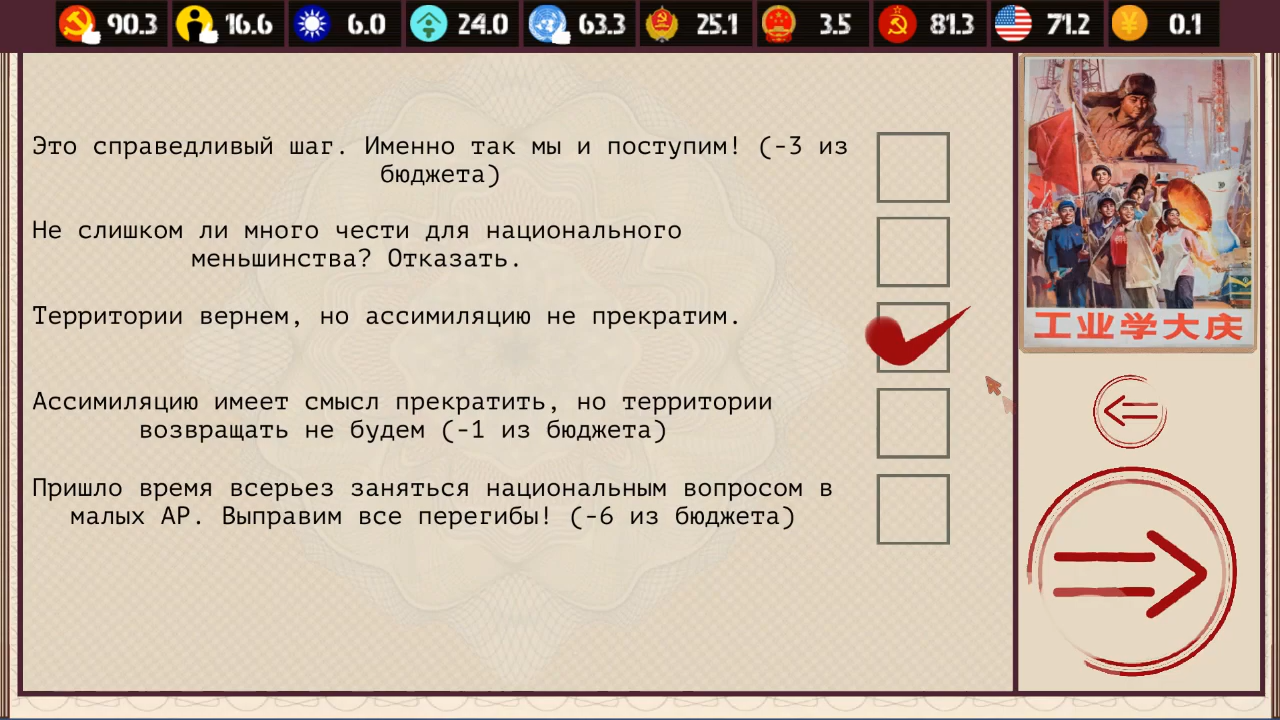 90.3 16.6 6.0 24.0 63.3 25.1 3.5 81.3 71.2 0.1
Это справедливый шаг. Именно так мы и поступим! (-3 из
бюджета)
Не слишком ли много чести для национального
меньшинства? Отказать.
Территории вернем, но ассимиляцию не прекратим.
Ассимиляцию имеет смысл прекратить, но территории
возвращать не будем (-1 из бюджета)
Пришло время всерьез заняться национальным вопросом в
малых АР. Выправим все перегибы! (-6 из бюджета)
工业学大庆